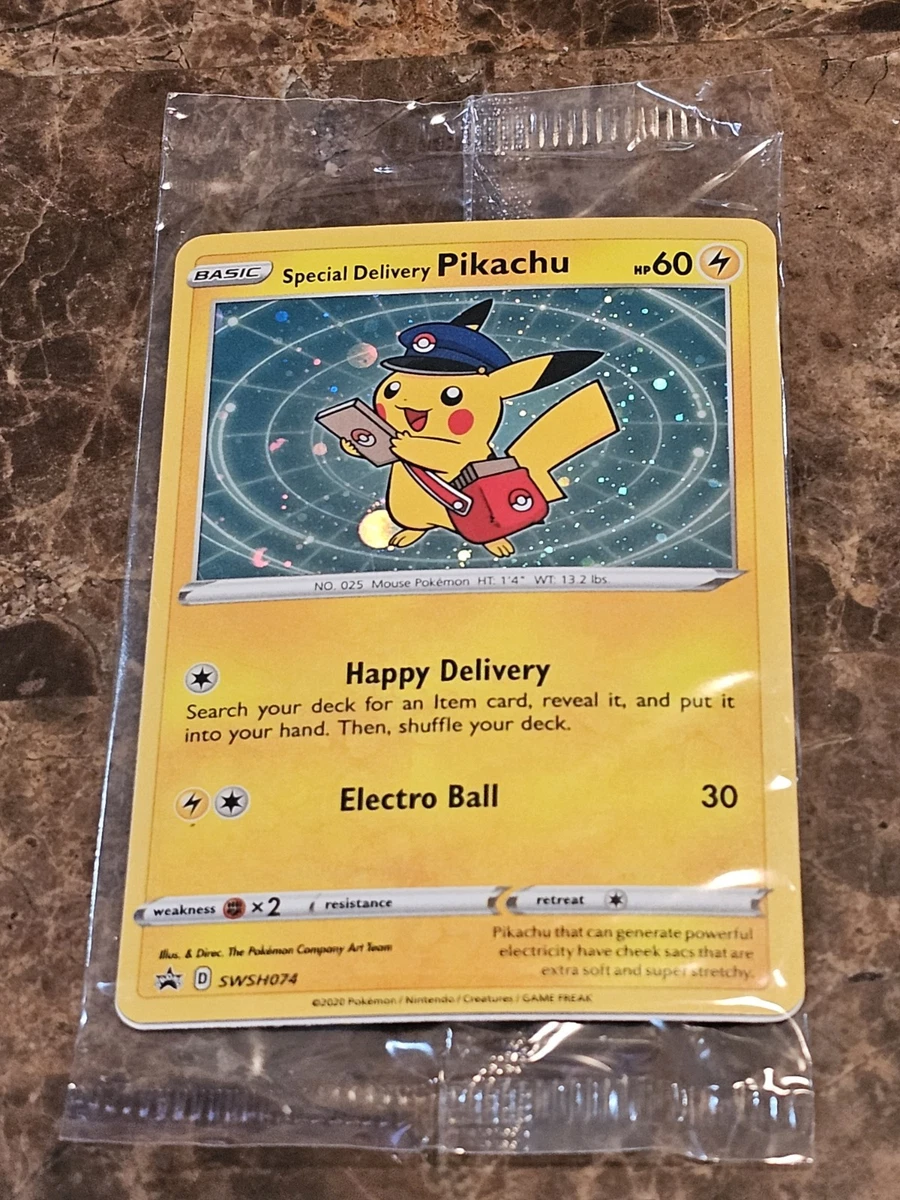 BASIC Special Delivery Pikachu HP 60
NO. 025 Mouse Pokémon HT: 1'4" WT: 13.2 lbs.
Happy Delivery
Search your deck for an Item card, reveal it, and put it
into your hand. Then, shuffle your deck.
Electro Ball 30
weakness ×2 resistance retreat
Pikachu that can generate powerful
electricity have cheek sacs that are
extra soft and super stretchy.
Illus. & Direc. The Pokémon Company Art Team
D SWSH074
©2020 Pokémon / Nintendo / Creatures / GAME FREAK